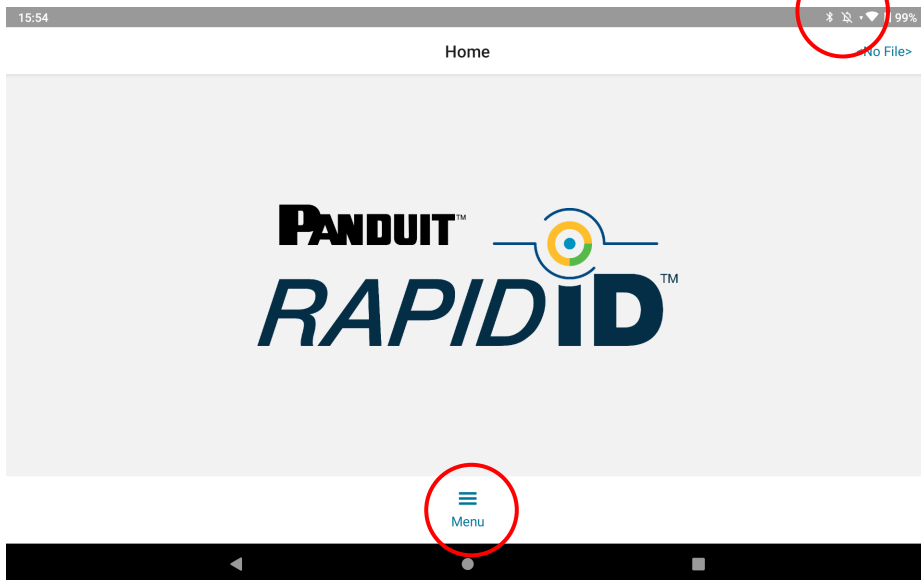 15:54 99%
Home <No File>
PANDUIT™
RAPIDID™
Menu